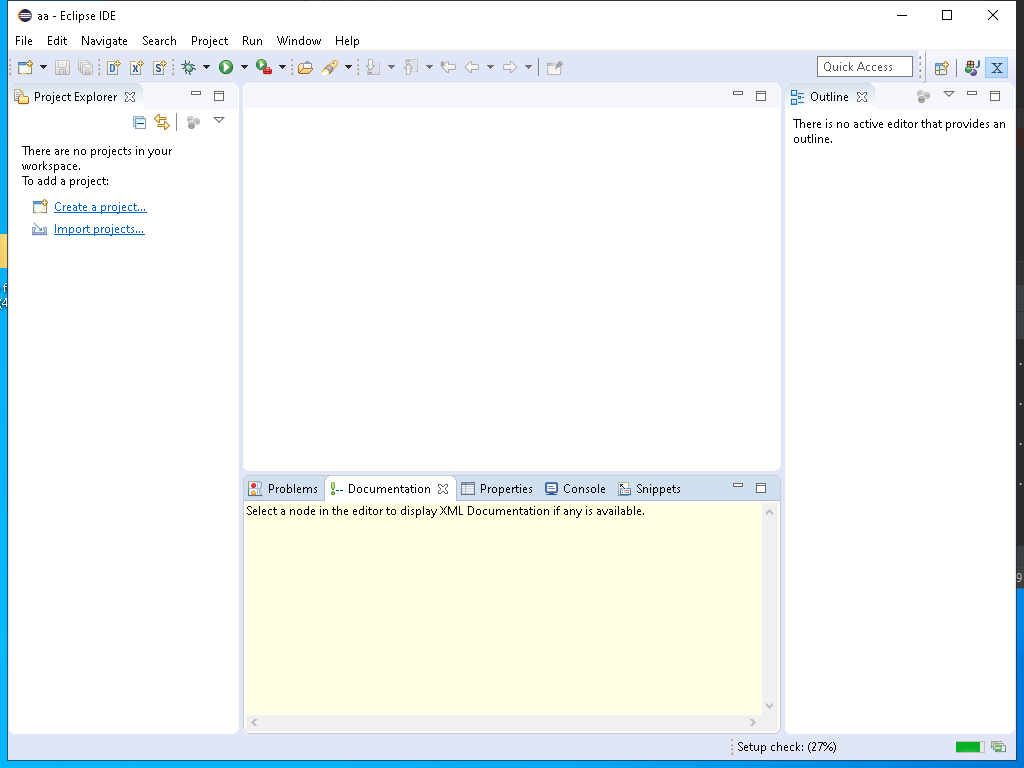 aa - Eclipse IDE
File Edit Navigate Search Project Run Window Help
Quick Access
Project Explorer
Outline
There are no projects in your
workspace.
To add a project:
Create a project...
Import projects...
There is no active editor that provides an
outline.
Problems Documentation Properties Console Snippets
Select a node in the editor to display XML Documentation if any is available.
Setup check: (27%)